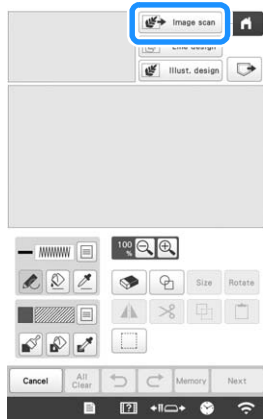 Image scan
Line design
Illust. design
100
%
Size
Rotate
Cancel
All
Clear
Memory
Next